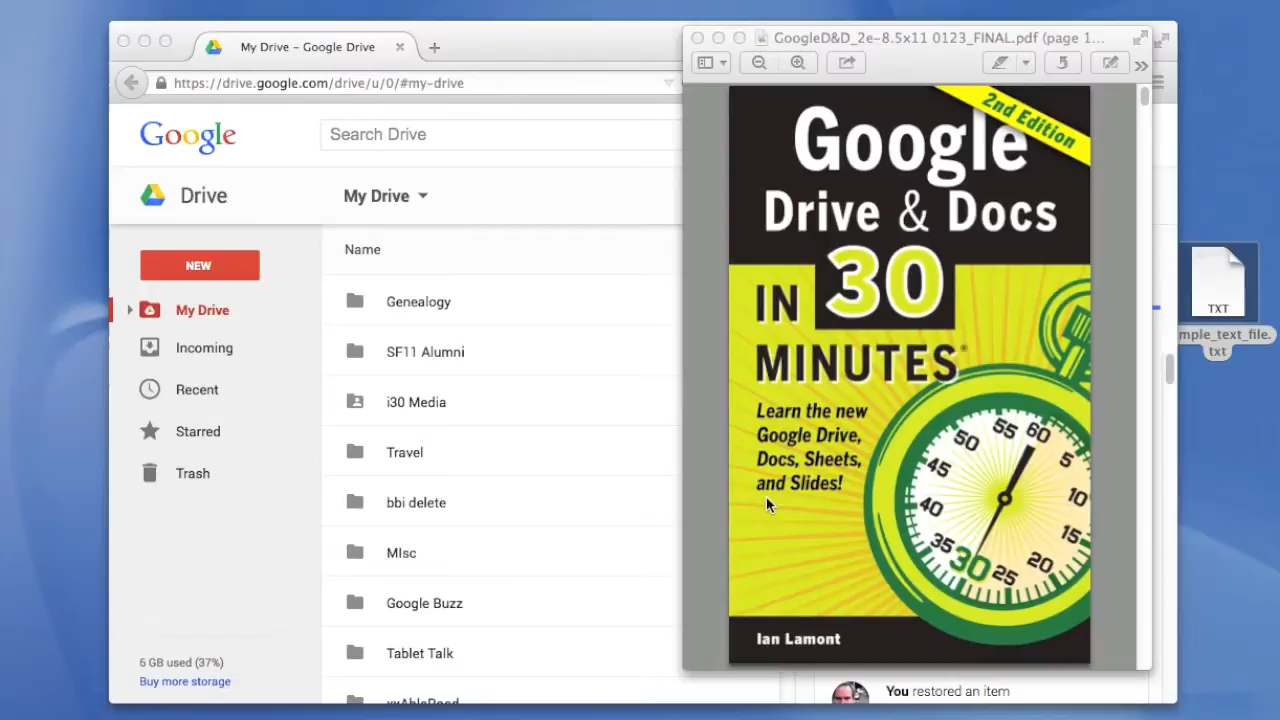 My Drive – Google Drive
https://drive.google.com/drive/u/0/#my-drive
Google
Search Drive
Drive
My Drive
NEW
My Drive
Incoming
Recent
Starred
Trash
6 GB used (37%)
Buy more storage
Name
Genealogy
SF11 Alumni
i30 Media
Travel
bbi delete
MIsc
Google Buzz
Tablet Talk
GoogleD&D_2e-8.5x11 0123_FINAL.pdf (page 1...
2nd Edition
Google
Drive & Docs
IN 30
MINUTES®
Learn the new
Google Drive,
Docs, Sheets,
and Slides!
55 60
50 5
45 10
40 15
35 20
30 25
Ian Lamont
You restored an item
TXT
mple_text_file.
txt